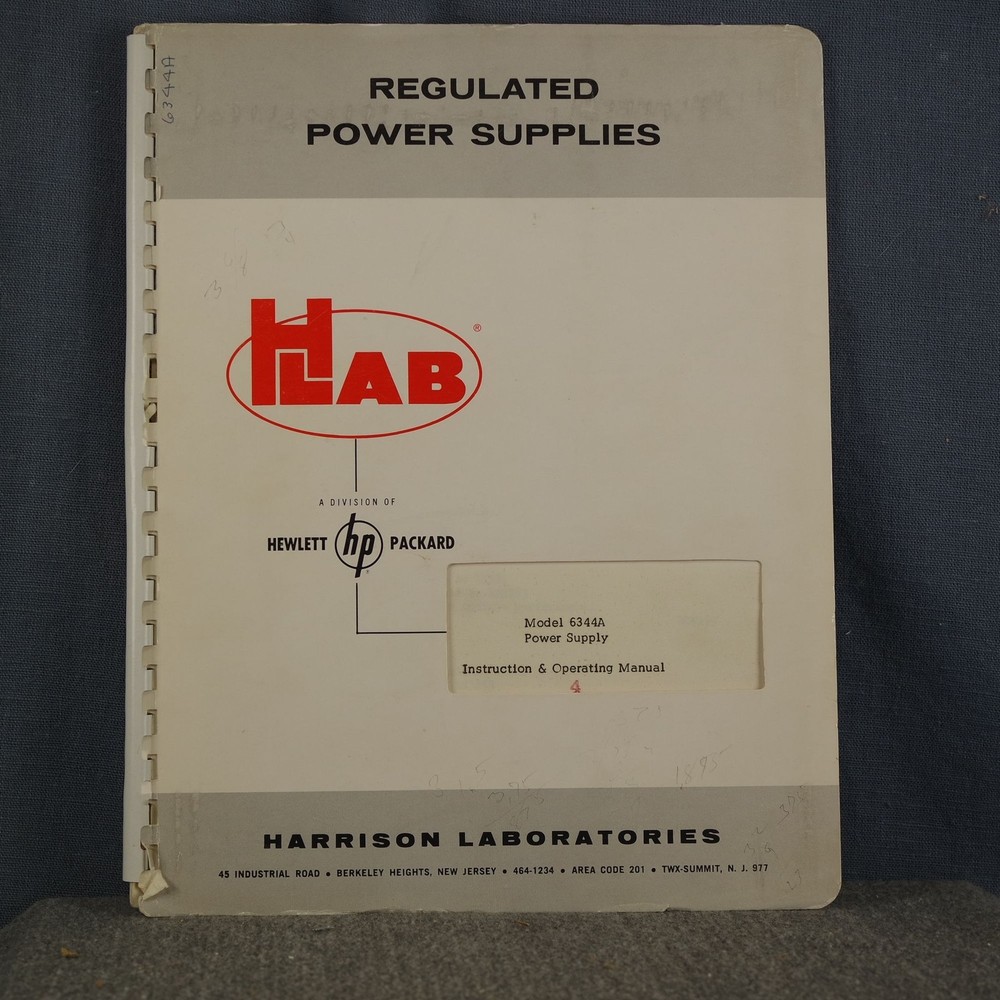 6344A
REGULATED
POWER SUPPLIES
HLAB ®
A DIVISION OF
HEWLETT hp PACKARD
Model 6344A
Power Supply
Instruction & Operating Manual
4
1895
HARRISON LABORATORIES
45 INDUSTRIAL ROAD • BERKELEY HEIGHTS, NEW JERSEY • 464-1234 • AREA CODE 201 • TWX-SUMMIT, N. J. 977